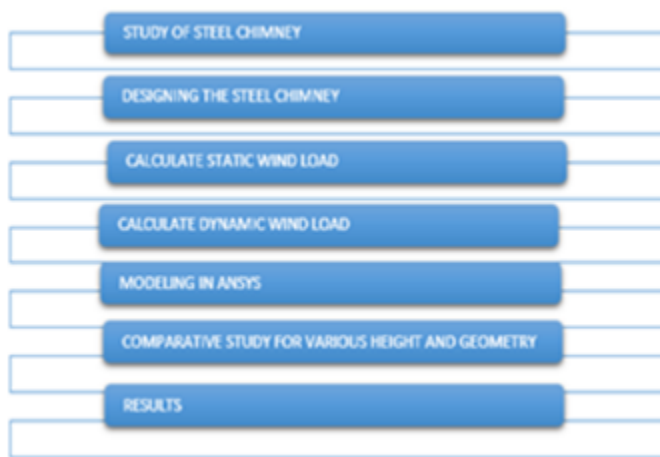 STUDY OF STEEL CHIMNEY
DESIGNING THE STEEL CHIMNEY
CALCULATE STATIC WIND LOAD
CALCULATE DYNAMIC WIND LOAD
MODELING IN ANSYS
COMPARATIVE STUDY FOR VARIOUS HEIGHT AND GEOMETRY
RESULTS